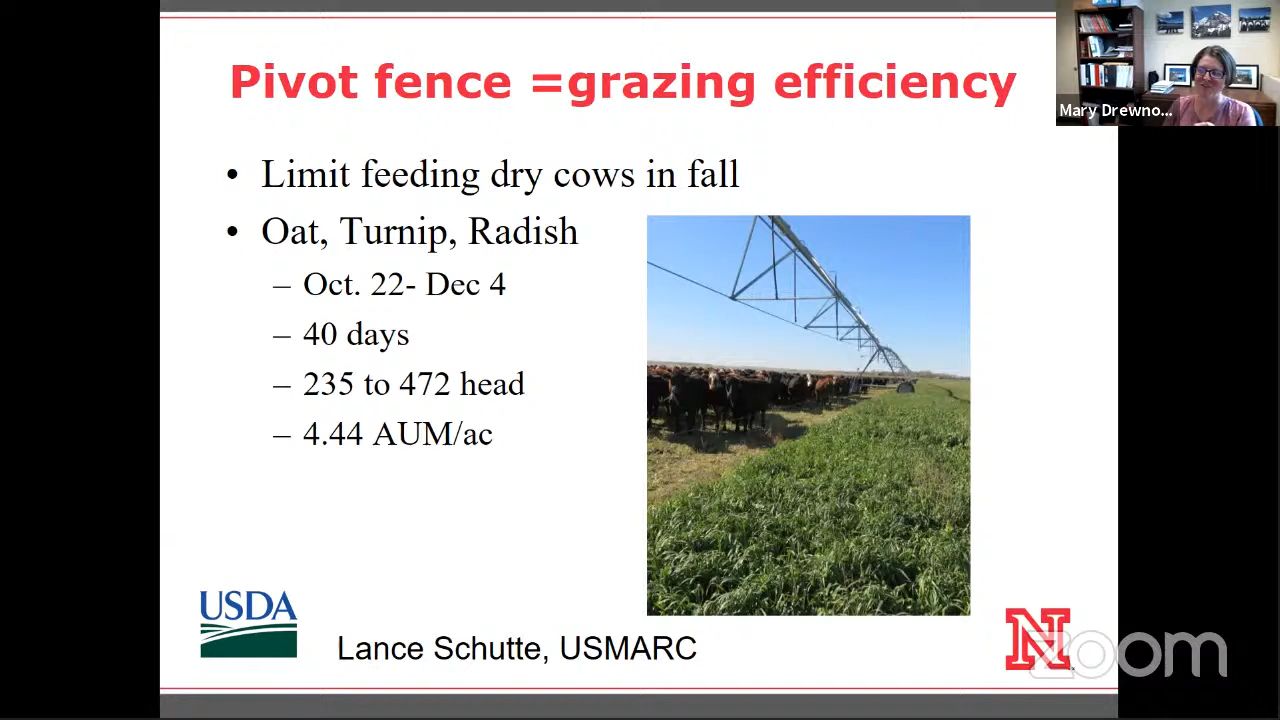 Pivot fence =grazing efficiency
Mary Drewno...
• Limit feeding dry cows in fall
• Oat, Turnip, Radish
– Oct. 22- Dec 4
– 40 days
– 235 to 472 head
– 4.44 AUM/ac
USDA
Lance Schutte, USMARC
N
zoom